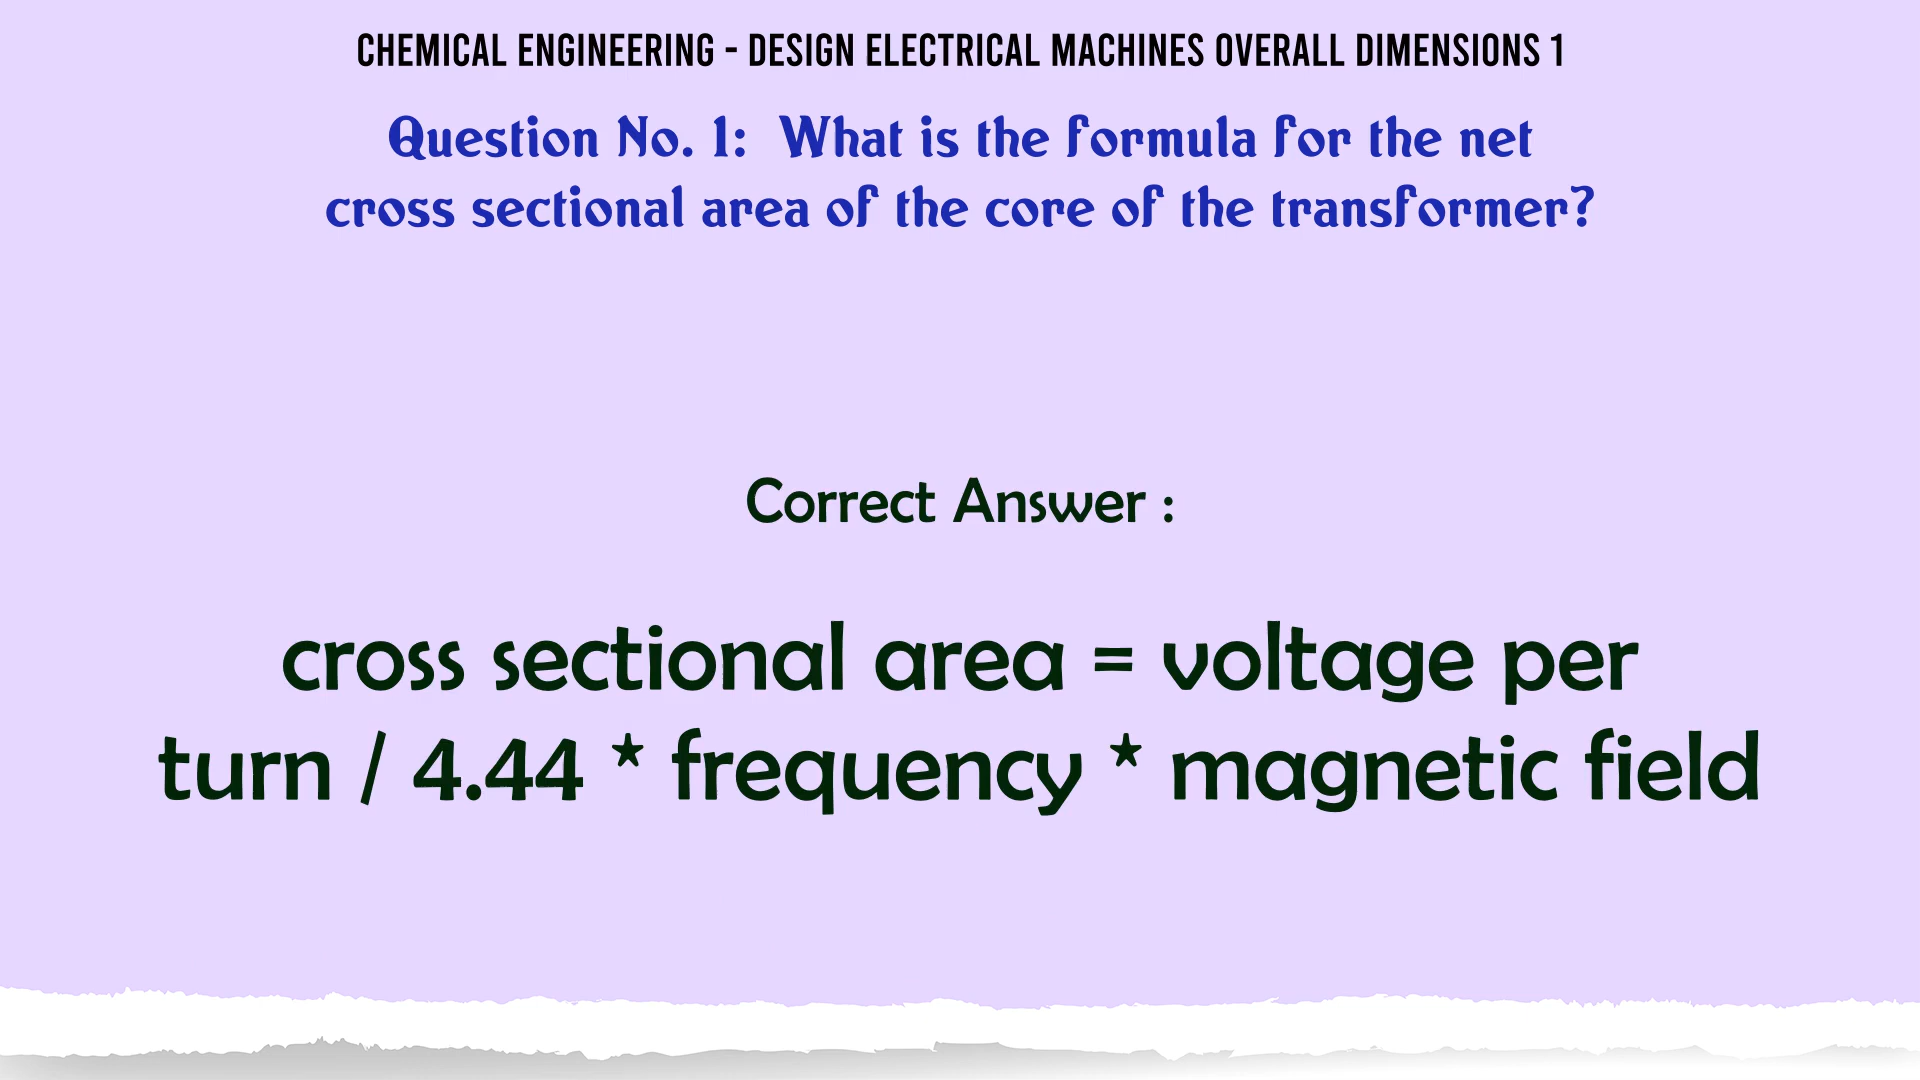 CHEMICAL ENGINEERING - DESIGN ELECTRICAL MACHINES OVERALL DIMENSIONS 1
Question No. 1: What is the formula for the net
cross sectional area of the core of the transformer?
Correct Answer :
cross sectional area = voltage per
turn / 4.44 * frequency * magnetic field